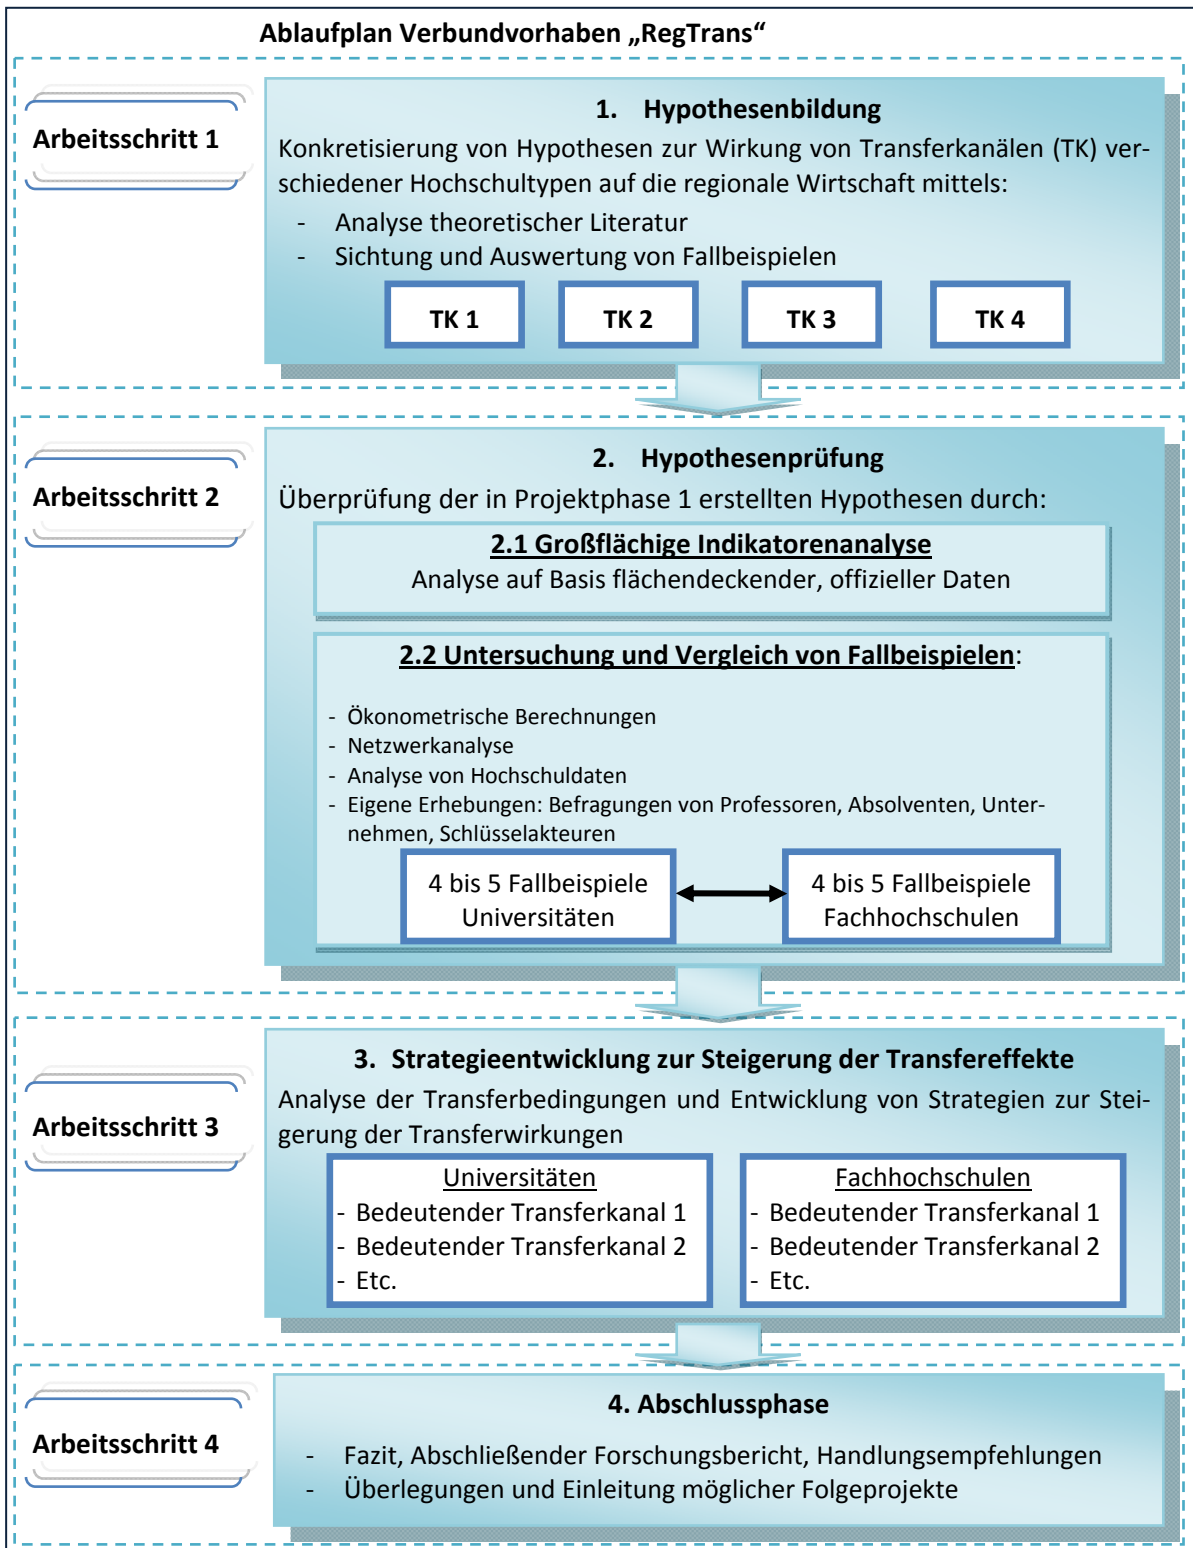 Ablaufplan Verbundvorhaben „RegTrans“
Arbeitsschritt 1
1. Hypothesenbildung
Konkretisierung von Hypothesen zur Wirkung von Transferkanälen (TK) ver-
schiedener Hochschultypen auf die regionale Wirtschaft mittels:
- Analyse theoretischer Literatur
- Sichtung und Auswertung von Fallbeispielen
TK 1 TK 2 TK 3 TK 4
Arbeitsschritt 2
2. Hypothesenprüfung
Überprüfung der in Projektphase 1 erstellten Hypothesen durch:
2.1 Großflächige Indikatorenanalyse
Analyse auf Basis flächendeckender, offizieller Daten
2.2 Untersuchung und Vergleich von Fallbeispielen:
- Ökonometrische Berechnungen
- Netzwerkanalyse
- Analyse von Hochschuldaten
- Eigene Erhebungen: Befragungen von Professoren, Absolventen, Unter-
nehmen, Schlüsselakteuren
4 bis 5 Fallbeispiele
Universitäten
4 bis 5 Fallbeispiele
Fachhochschulen
Arbeitsschritt 3
3. Strategieentwicklung zur Steigerung der Transfereffekte
Analyse der Transferbedingungen und Entwicklung von Strategien zur Stei-
gerung der Transferwirkungen
Universitäten
- Bedeutender Transferkanal 1
- Bedeutender Transferkanal 2
- Etc.
Fachhochschulen
- Bedeutender Transferkanal 1
- Bedeutender Transferkanal 2
- Etc.
Arbeitsschritt 4
4. Abschlussphase
- Fazit, Abschließender Forschungsbericht, Handlungsempfehlungen
- Überlegungen und Einleitung möglicher Folgeprojekte